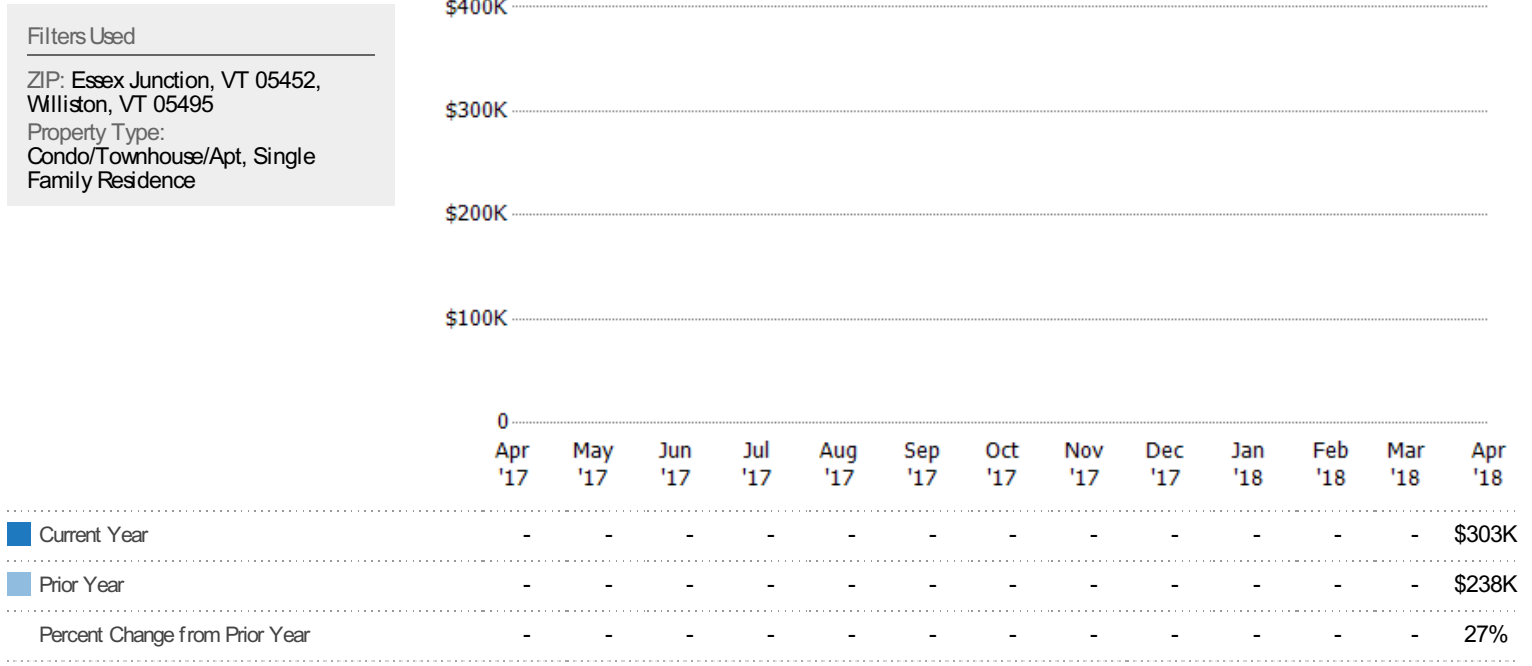 Filters Used
ZIP: Essex Junction, VT 05452,
Williston, VT 05495
Property Type:
Condo/Townhouse/Apt, Single
Family Residence
$400K
$300K
$200K
$100K
0
Apr May Jun Jul Aug Sep Oct Nov Dec Jan Feb Mar Apr
'17 '17 '17 '17 '17 '17 '17 '17 '17 '18 '18 '18 '18
Current Year - - - - - - - - - - - - $303K
Prior Year - - - - - - - - - - - - $238K
Percent Change from Prior Year - - - - - - - - - - - - 27%